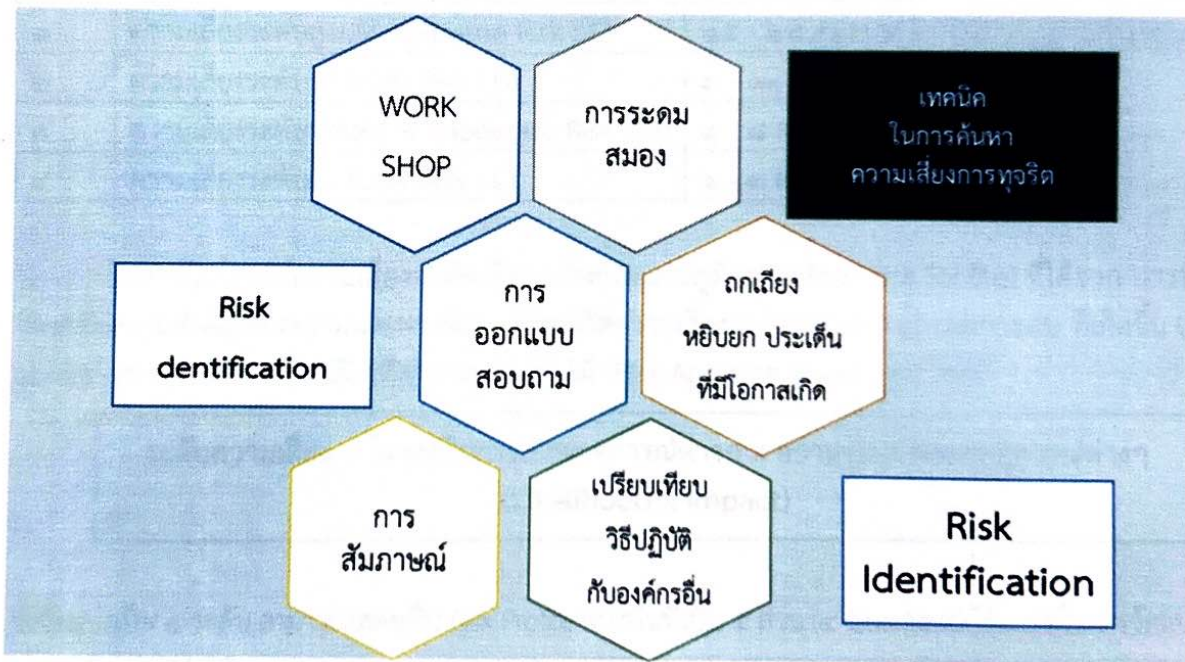 WORK
SHOP
การระดม
สมอง
เทคนิค
ในการค้นหา
ความเสี่ยงการทุจริต
Risk
dentification
การ
ออกแบบ
สอบถาม
ถกเถียง
หยิบยก ประเด็น
ที่มีโอกาสเกิด
การ
สัมภาษณ์
เปรียบเทียบ
วิธีปฏิบัติ
กับองค์กรอื่น
Risk
Identification